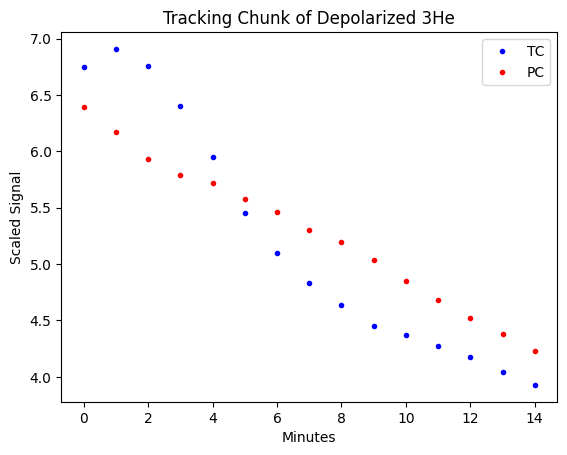 Tracking Chunk of Depolarized 3He
TC
PC
7.0
6.5
6.0
5.5
5.0
4.5
4.0
Scaled Signal
0 2 4 6 8 10 12 14
Minutes